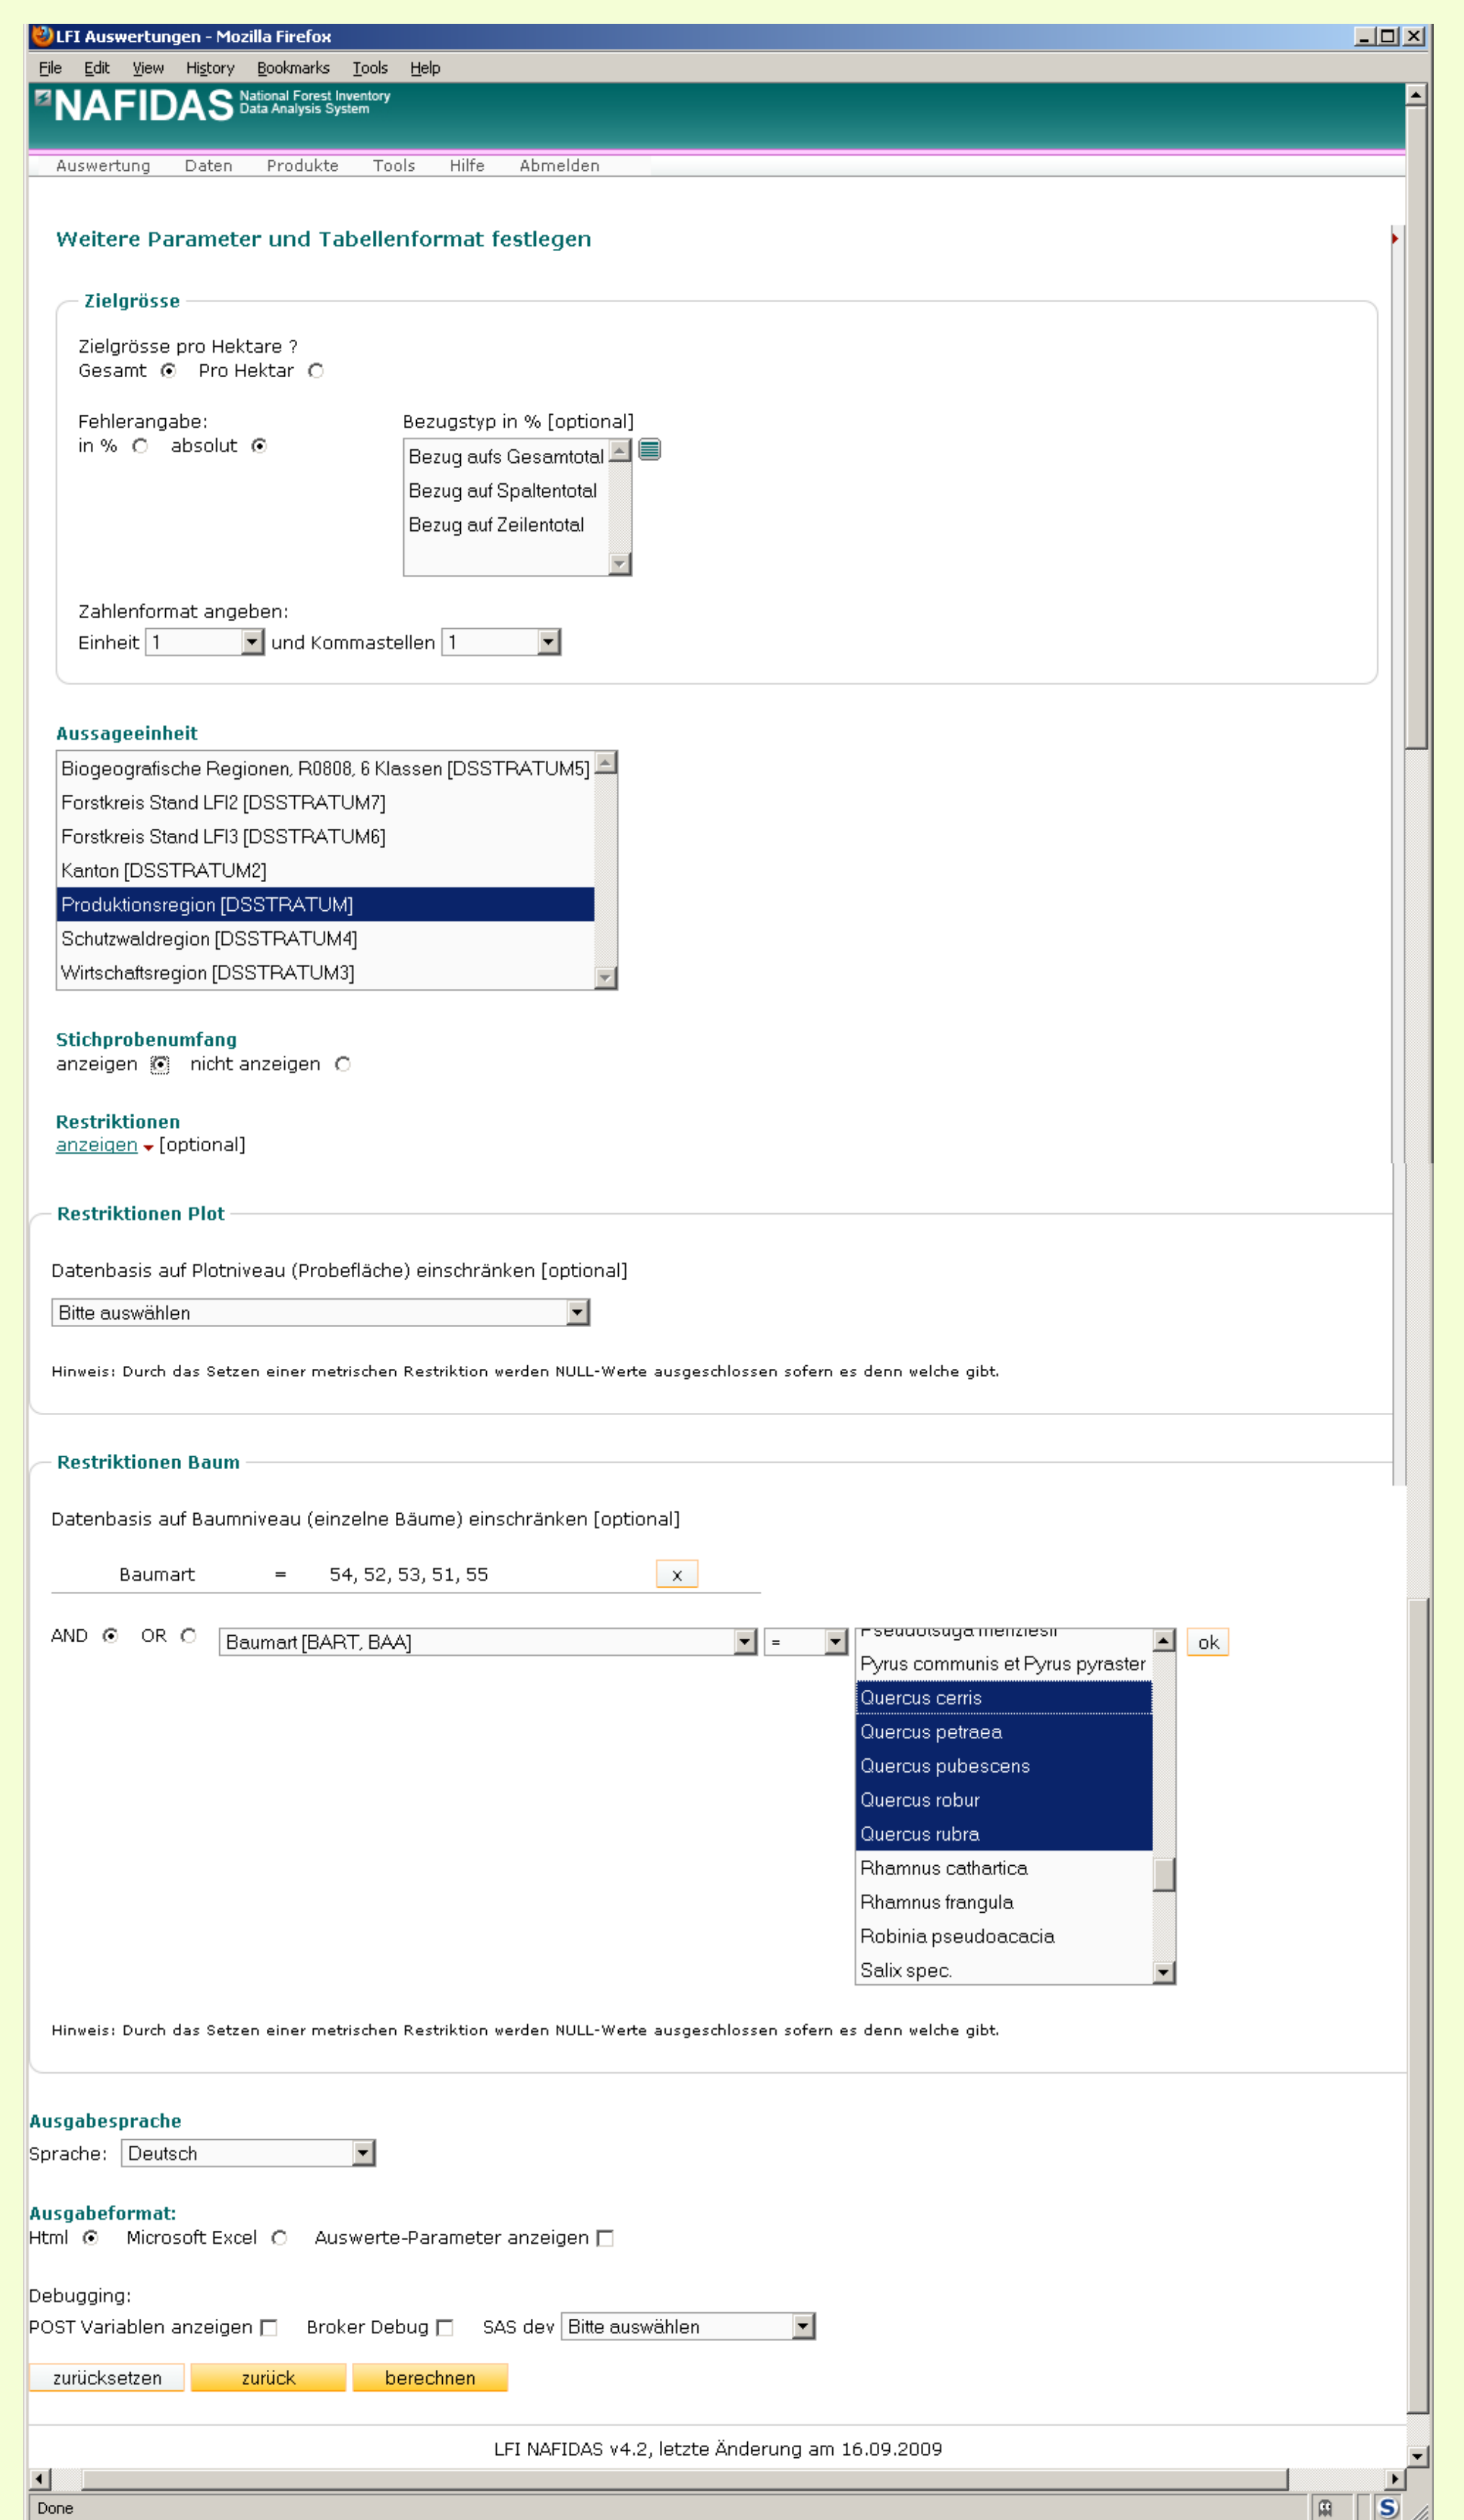 LFI Auswertungen - Mozilla Firefox
File Edit View History Bookmarks Tools Help
NAFIDAS National Forest Inventory
Data Analysis System
Auswertung Daten Produkte Tools Hilfe Abmelden
Weitere Parameter und Tabellenformat festlegen
Zielgrösse
Zielgrösse pro Hektare ?
Gesamt Pro Hektar
Fehlerangabe: Bezugstyp in % [optional]
in % absolut
Bezug aufs Gesamtotal
Bezug auf Spaltentotal
Bezug auf Zeilentotal
Zahlenformat angeben:
Einheit 1 und Kommastellen 1
Aussageeinheit
Biogeografische Regionen, R0808, 6 Klassen [DSSTRATUM5]
Forstkreis Stand LFI2 [DSSTRATUM7]
Forstkreis Stand LFI3 [DSSTRATUM6]
Kanton [DSSTRATUM2]
Produktionsregion [DSSTRATUM]
Schutzwaldregion [DSSTRATUM4]
Wirtschaftsregion [DSSTRATUM3]
Stichprobenumfang
anzeigen nicht anzeigen
Restriktionen
anzeigen [optional]
Restriktionen Plot
Datenbasis auf Plotniveau (Probefläche) einschränken [optional]
Bitte auswählen
Hinweis: Durch das Setzen einer metrischen Restriktion werden NULL-Werte ausgeschlossen sofern es denn welche gibt.
Restriktionen Baum
Datenbasis auf Baumniveau (einzelne Bäume) einschränken [optional]
Baumart = 54, 52, 53, 51, 55 x
AND OR Baumart [BART, BAA] = Pseudotsuga menziesii ok
Pyrus communis et Pyrus pyraster
Quercus cerris
Quercus petraea
Quercus pubescens
Quercus robur
Quercus rubra
Rhamnus cathartica
Rhamnus frangula
Robinia pseudoacacia
Salix spec.
Hinweis: Durch das Setzen einer metrischen Restriktion werden NULL-Werte ausgeschlossen sofern es denn welche gibt.
Ausgabesprache
Sprache: Deutsch
Ausgabeformat:
Html Microsoft Excel Auswerte-Parameter anzeigen
Debugging:
POST Variablen anzeigen Broker Debug SAS dev Bitte auswählen
zurücksetzen zurück berechnen
LFI NAFIDAS v4.2, letzte Änderung am 16.09.2009
Done S